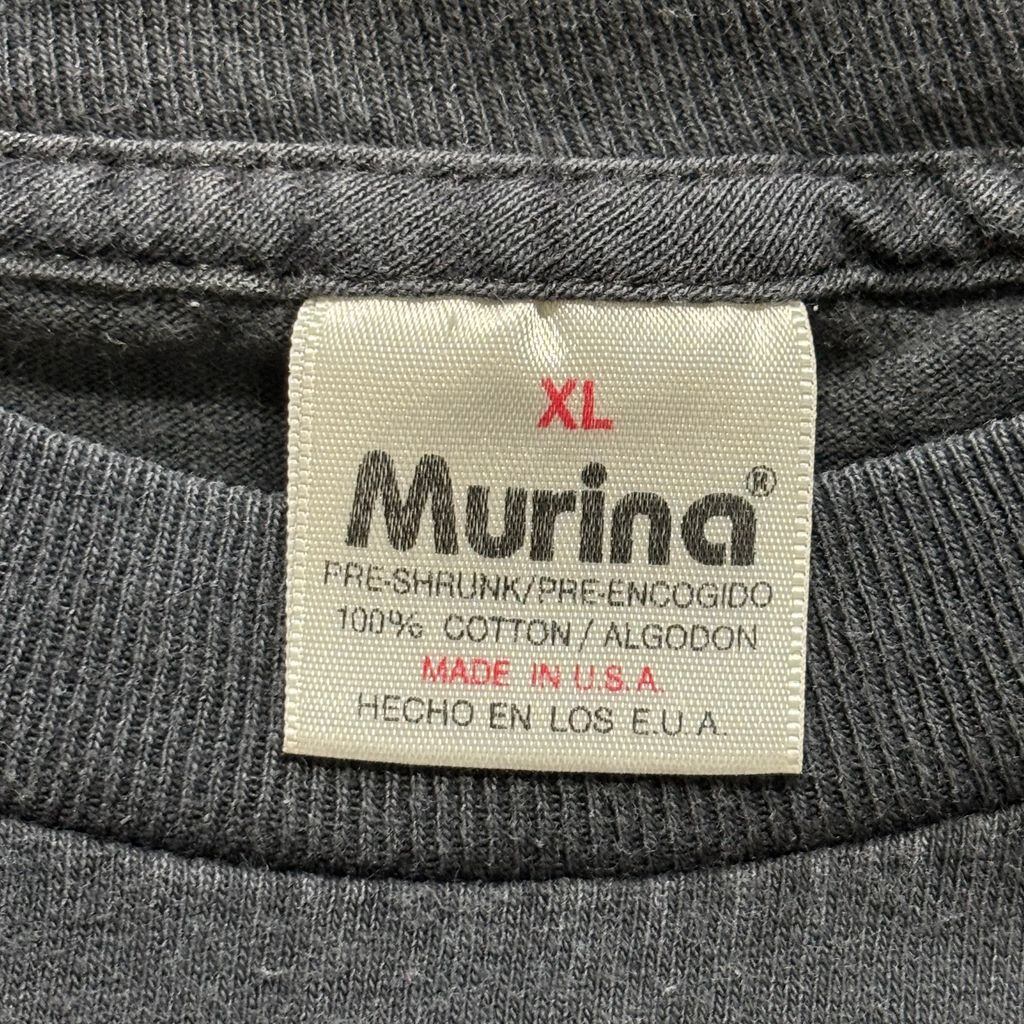 XL
Murina®
PRE-SHRUNK/PRE-ENCOGIDO
100% COTTON / ALGODON
MADE IN U.S.A.
HECHO EN LOS E.U.A.